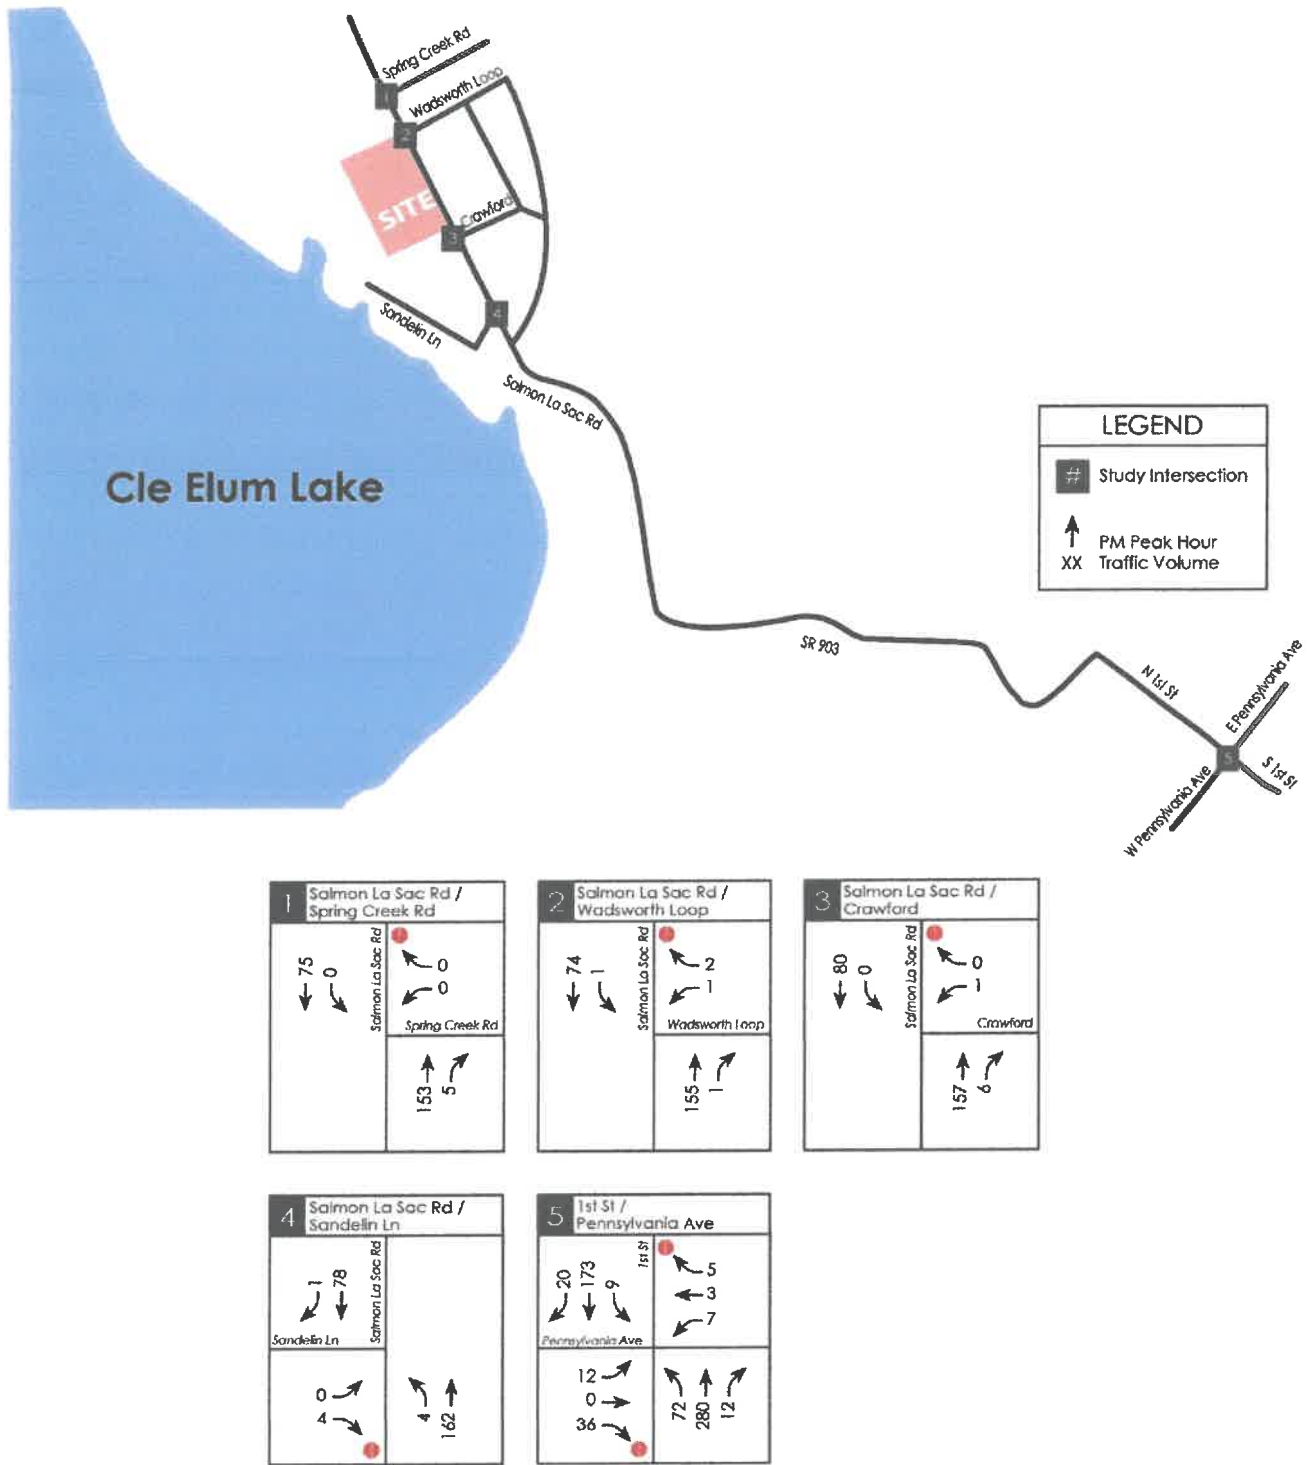 Spring Creek Rd
1
Wadsworth Loop
2
SITE
Crawford
3
4
Sandelin Ln
Salmon La Sac Rd
Cle Elum Lake
LEGEND
# Study Intersection
PM Peak Hour
XX Traffic Volume
SR 903
N 1st St
E Pennsylvania Ave
5
S 1st St
W Pennsylvania Ave
1 Salmon La Sac Rd /
Spring Creek Rd
75
0
Salmon La Sac Rd
0
0
Spring Creek Rd
153
5
2 Salmon La Sac Rd /
Wadsworth Loop
74
1
Salmon La Sac Rd
2
1
Wadsworth Loop
155
1
3 Salmon La Sac Rd /
Crawford
80
0
Salmon La Sac Rd
0
1
Crawford
157
6
4 Salmon La Sac Rd /
Sandelin Ln
1
78
Salmon La Sac Rd
Sandelin Ln
0
4
4
162
5 1st St /
Pennsylvania Ave
20
173
9
1st St
5
3
7
Pennsylvania Ave
12
0
36
72
280
12